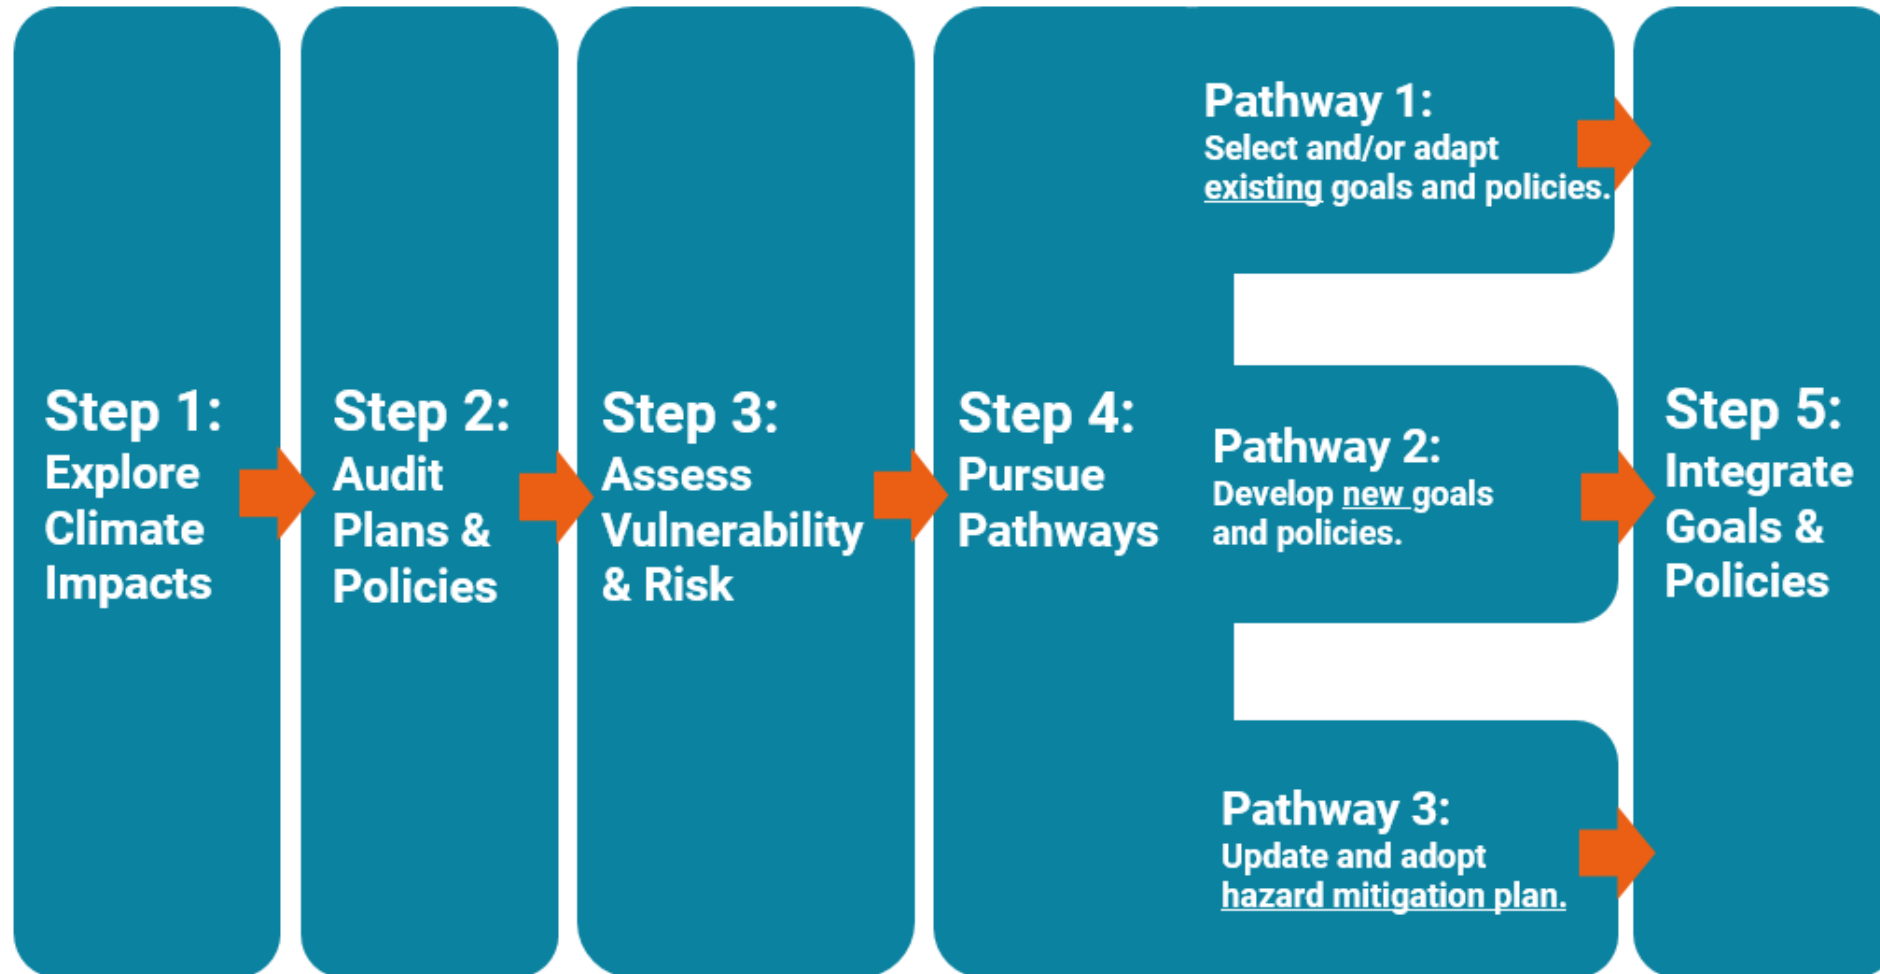 Step 1:
Explore
Climate
Impacts
Step 2:
Audit
Plans &
Policies
Step 3:
Assess
Vulnerability
& Risk
Step 4:
Pursue
Pathways
Pathway 1:
Select and/or adapt
existing goals and policies.
Pathway 2:
Develop new goals
and policies.
Pathway 3:
Update and adopt
hazard mitigation plan.
Step 5:
Integrate
Goals &
Policies